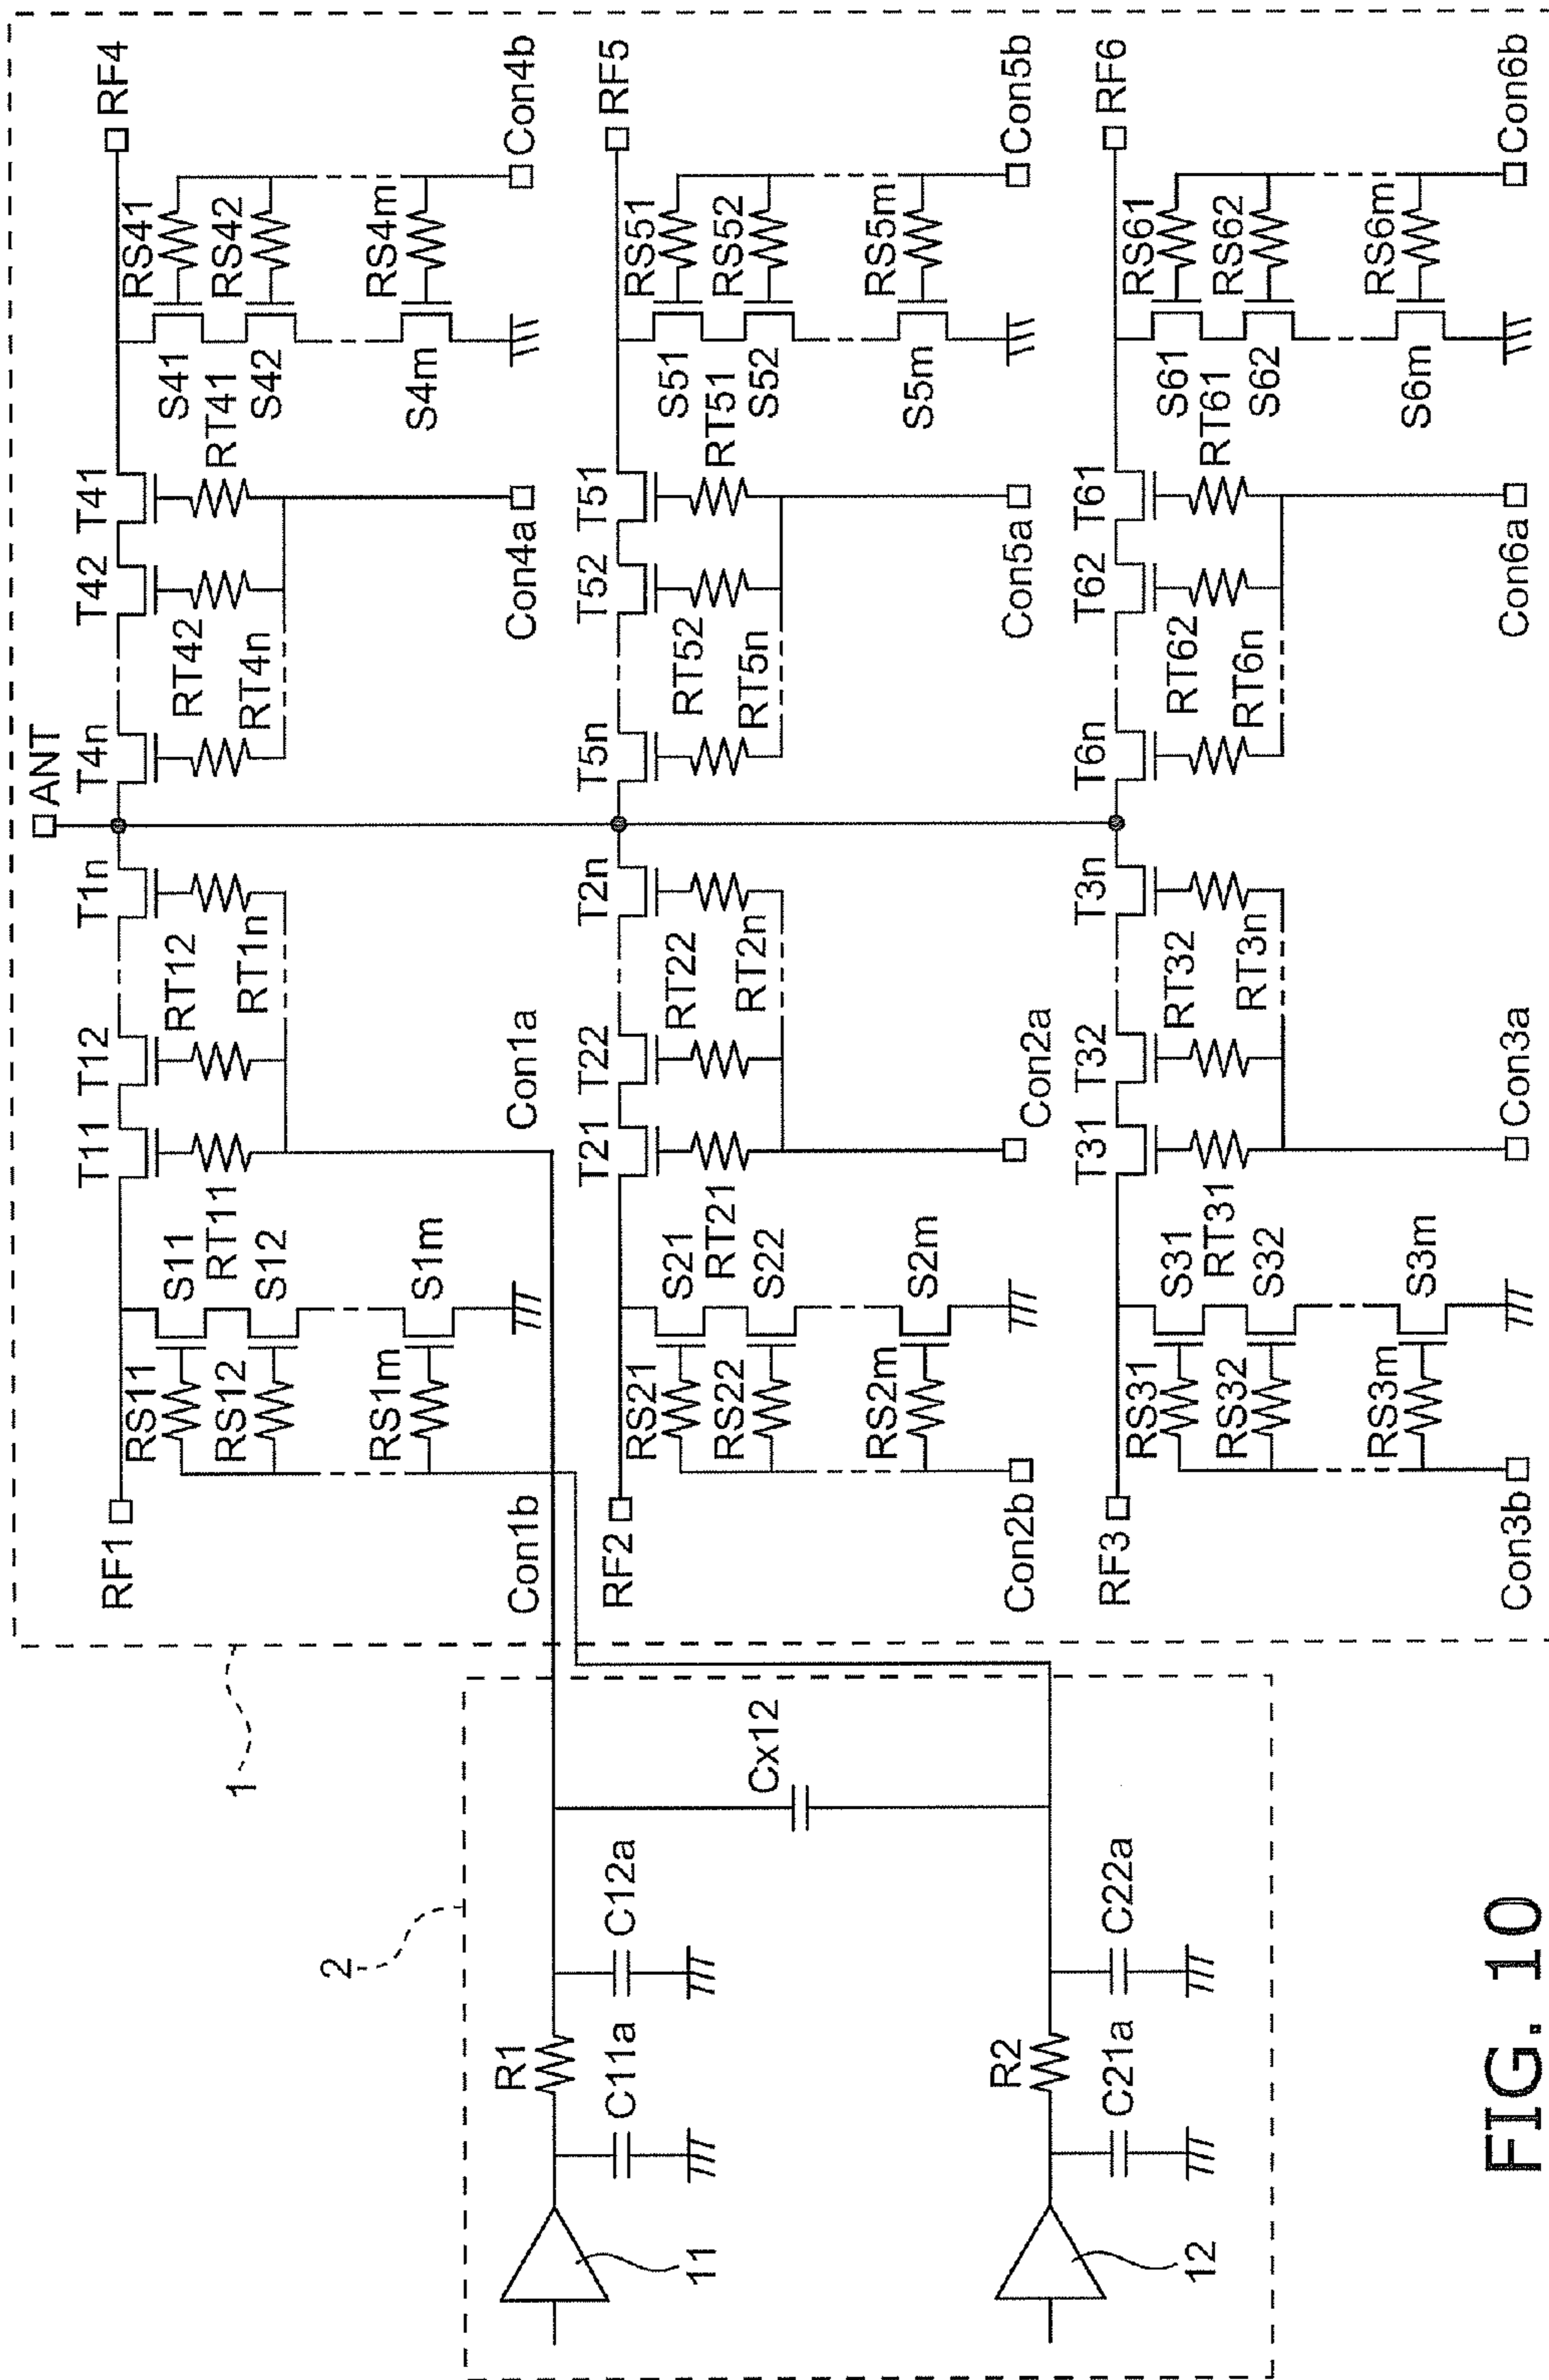 ANT
RF1
T11
T12
T1n
T4n
T42
T41
RF4
RS11
S11
RT11
RT12
RT1n
RS12
S12
RS1m
S1m
RT42
RT4n
RT41
S41
RS41
S42
RS42
S4m
RS4m
Con1b
Con1a
Con4a
Con4b
RF2
T21
T22
T2n
T5n
T52
T51
RF5
RS21
S21
RT21
RT22
RT2n
RS22
S22
RS2m
S2m
RT52
RT5n
RT51
S51
RS51
S52
RS52
S5m
RS5m
Con2b
Con2a
Con5a
Con5b
RF3
T31
T32
T3n
T6n
T62
T61
RF6
RS31
S31
RT31
RT32
RT3n
RS32
S32
RS3m
S3m
RT62
RT6n
RT61
S61
RS61
S62
RS62
S6m
RS6m
Con3b
Con3a
Con6a
Con6b
1
2
R1
C11a
C12a
11
Cx12
R2
C21a
C22a
12
FIG. 10